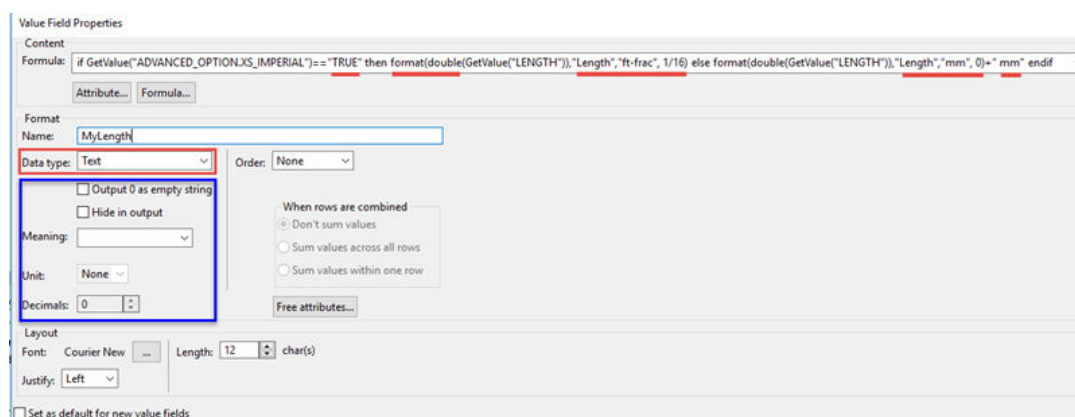 Value Field Properties
Content
Formula: if GetValue("ADVANCED_OPTION.XS_IMPERIAL")=="TRUE" then format(double(GetValue("LENGTH")),"Length","ft-frac", 1/16) else format(double(GetValue("LENGTH")),"Length","mm", 0)+" mm" endif
Attribute... Formula...
Format
Name: MyLength
Data type: Text Order: None
Output 0 as empty string
Hide in output
When rows are combined
Don't sum values
Meaning:
Sum values across all rows
Unit: None Sum values within one row
Decimals: 0 Free attributes...
Layout
Font: Courier New ... Length: 12 char(s)
Justify: Left
Set as default for new value fields